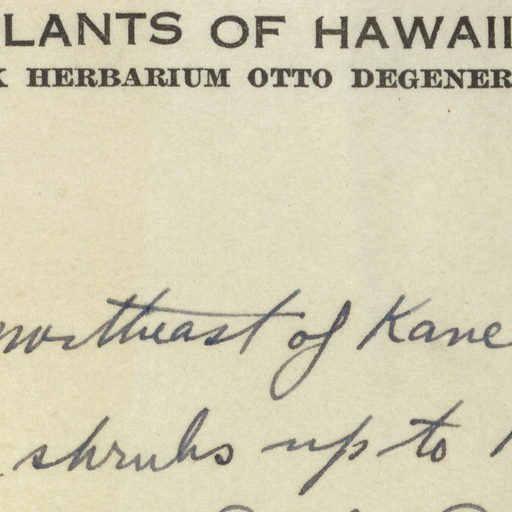 LANTS OF HAWAII
K HERBARIUM OTTO DEGENER
northeast of Kane
shrubs up to